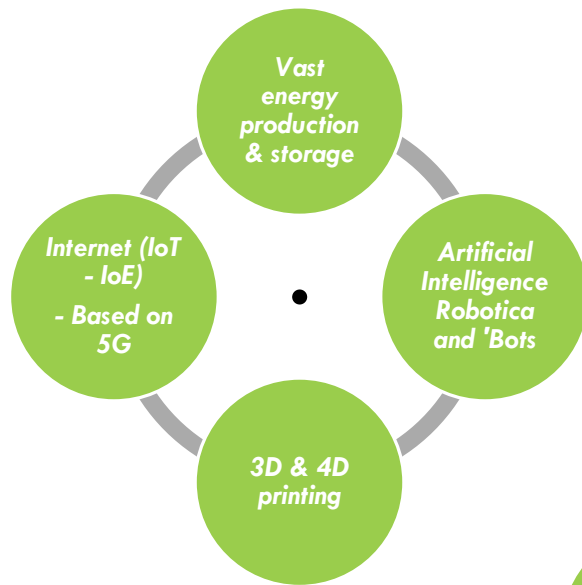 Vast
energy
production
& storage
Internet (IoT
- IoE)
- Based on
5G
Artificial
Intelligence
Robotica
and 'Bots
3D & 4D
printing